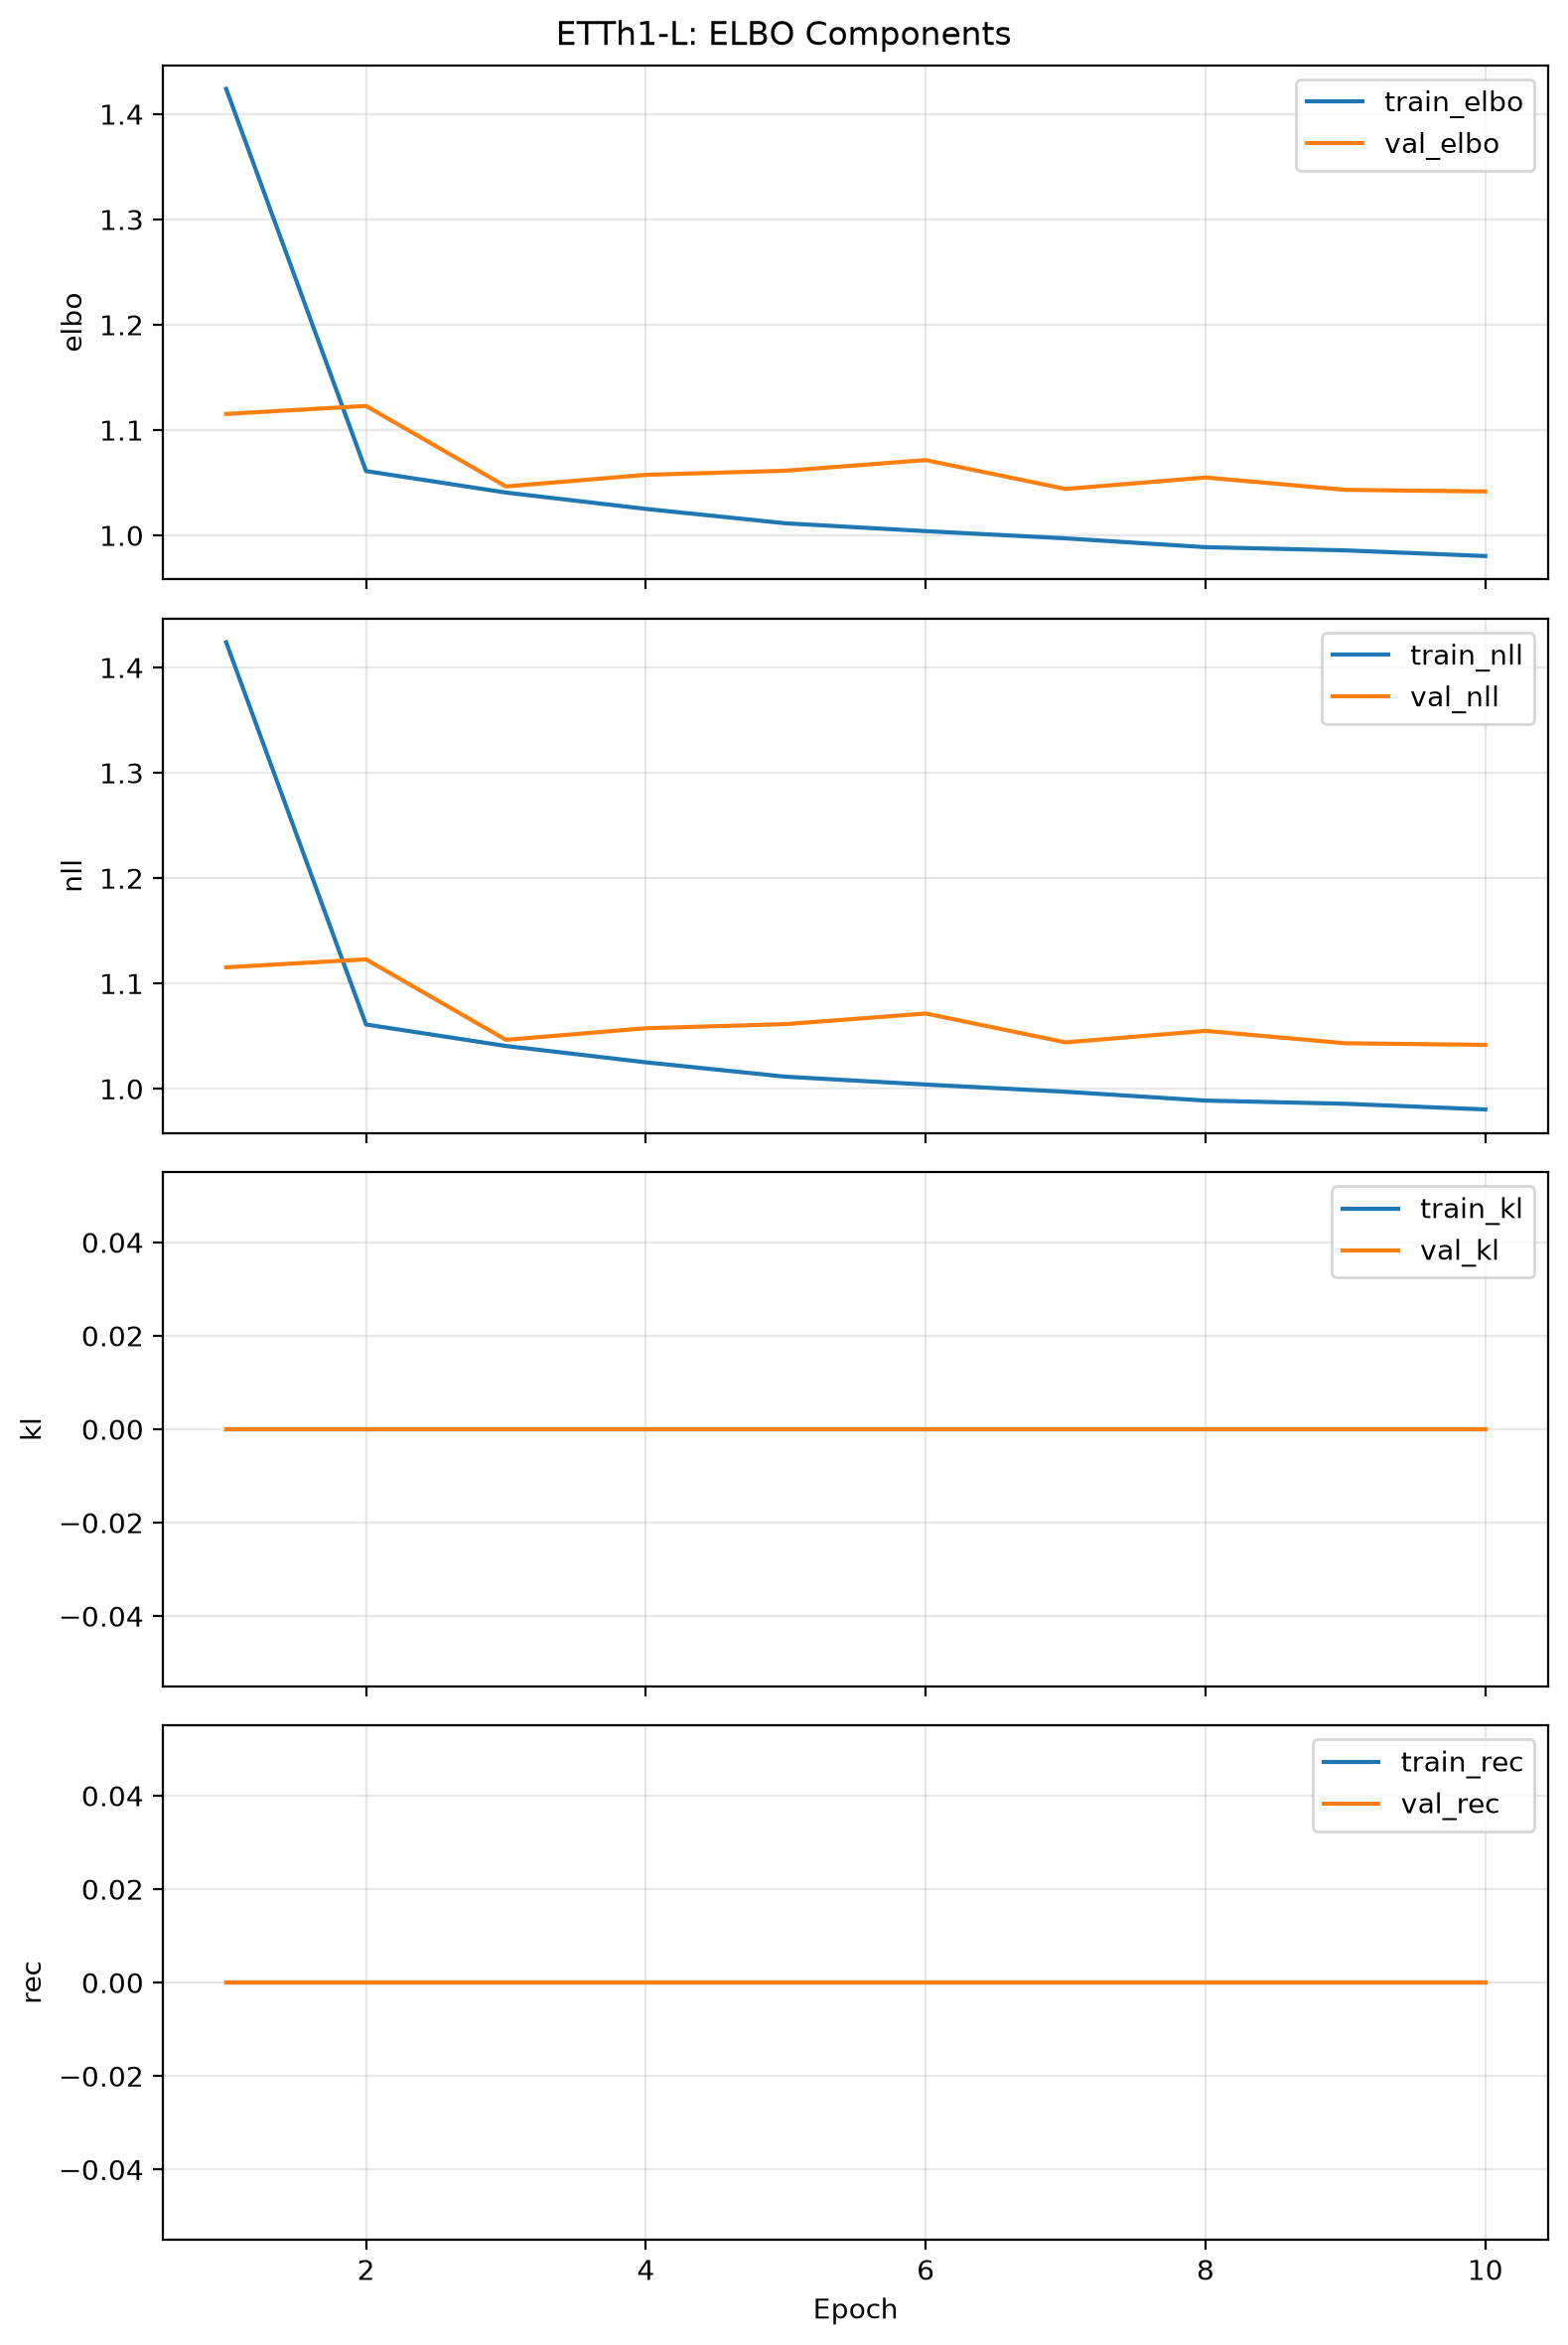 ETTh1-L: ELBO Components
train_elbo
val_elbo
1.4
1.3
1.2
1.1
1.0
elbo
train_nll
val_nll
1.4
1.3
1.2
1.1
1.0
nll
train_kl
val_kl
0.04
0.02
0.00
−0.02
−0.04
kl
train_rec
val_rec
0.04
0.02
0.00
−0.02
−0.04
rec
2 4 6 8 10
Epoch